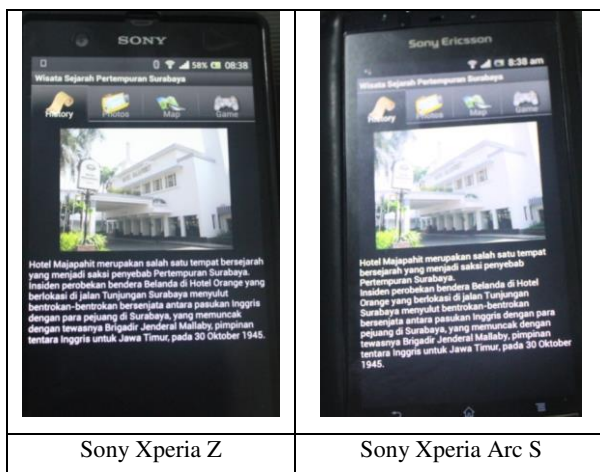 SONY
58% 08:38
Wisata Sejarah Pertempuran Surabaya
History Photos Map Game
Hotel Majapahit merupakan salah satu tempat bersejarah
yang menjadi saksi penyebab Pertempuran Surabaya.
Insiden perobekan bendera Belanda di Hotel Orange yang
berlokasi di jalan Tunjungan Surabaya menyulut
bentrokan-bentrokan bersenjata antara pasukan Inggris
dengan para pejuang di Surabaya, yang memuncak
dengan tewasnya Brigadir Jenderal Mallaby, pimpinan
tentara Inggris untuk Jawa Timur, pada 30 Oktober 1945.
Sony Xperia Z
Sony Ericsson
8:38 am
Wisata Sejarah Pertempuran Surabaya
History Photos Map Game
Hotel Majapahit merupakan salah satu tempat
bersejarah yang menjadi saksi penyebab
Pertempuran Surabaya.
Insiden perobekan bendera Belanda di Hotel
Orange yang berlokasi di jalan Tunjungan
Surabaya menyulut bentrokan-bentrokan
bersenjata antara pasukan Inggris dengan para
pejuang di Surabaya, yang memuncak dengan
tewasnya Brigadir Jenderal Mallaby, pimpinan
tentara Inggris untuk Jawa Timur, pada 30 Oktober
1945.
Sony Xperia Arc S